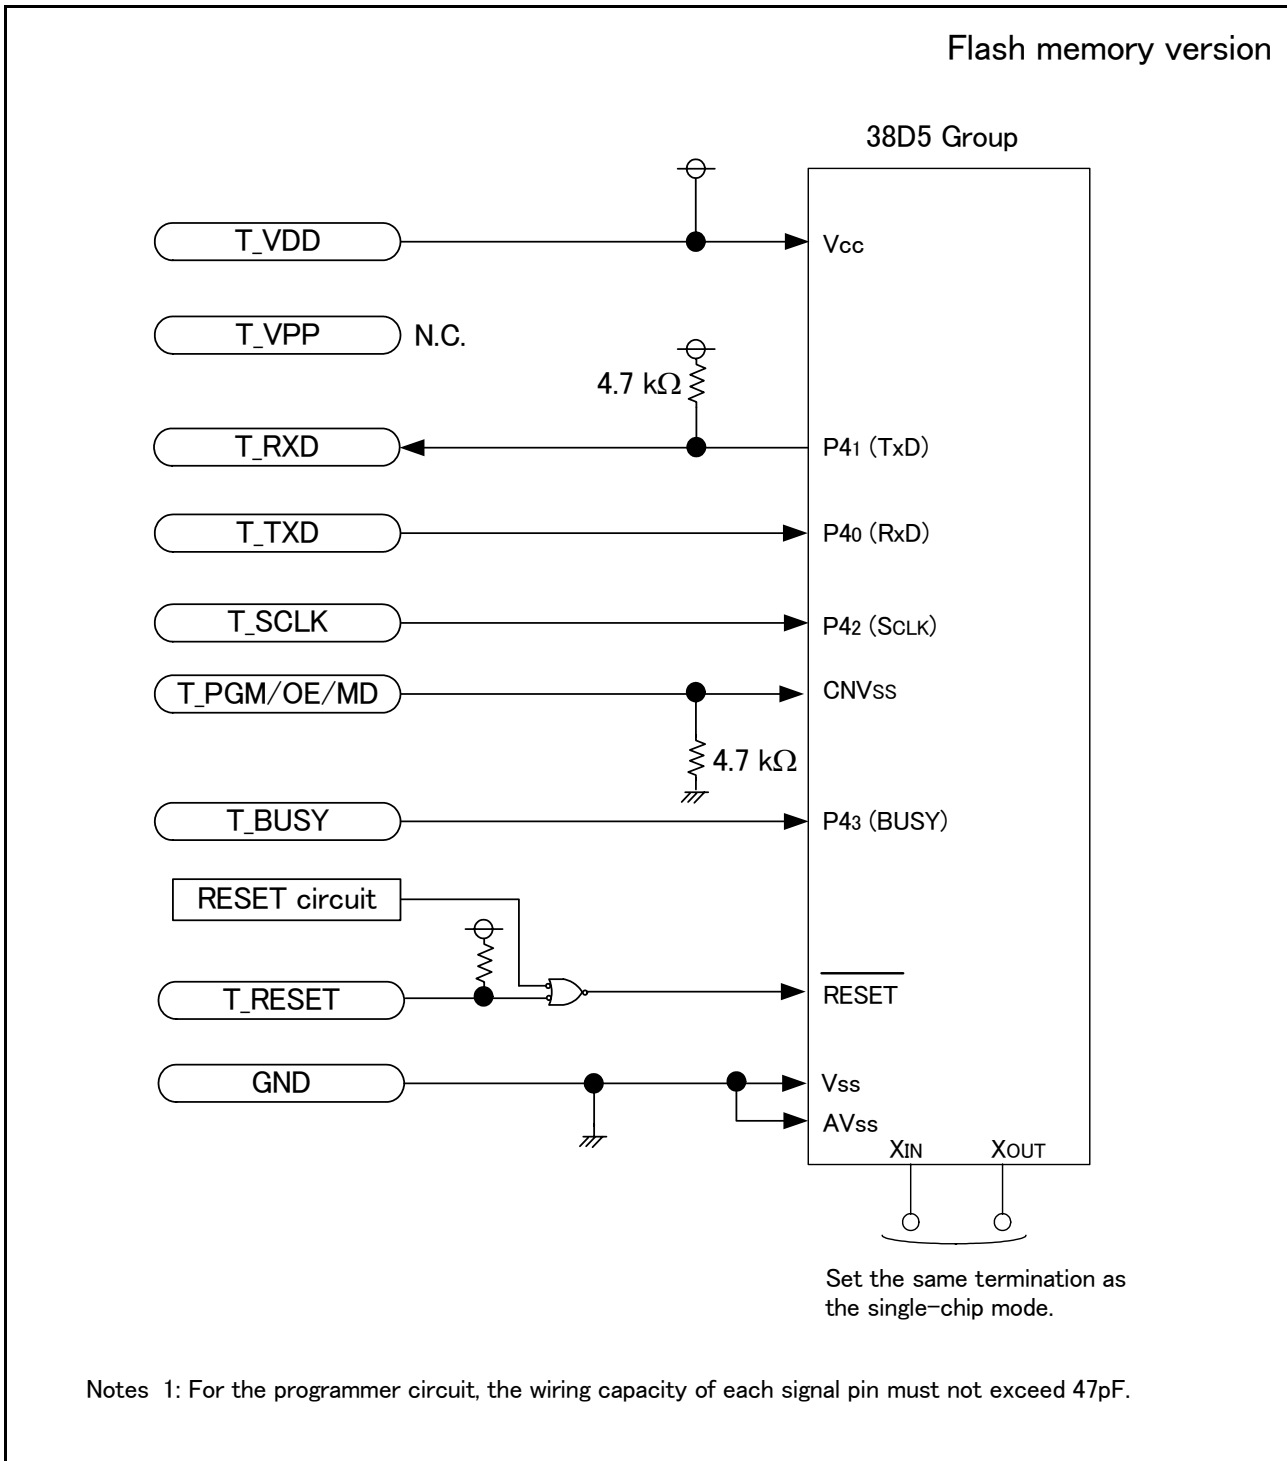 Flash memory version
38D5 Group
T_VDD
Vcc
T_VPP N.C.
4.7 kΩ
T_RXD
P41 (TxD)
T_TXD
P40 (RxD)
T_SCLK
P42 (SCLK)
T_PGM/OE/MD
CNVSS
4.7 kΩ
T_BUSY
P43 (BUSY)
RESET circuit
T_RESET
RESET
GND
Vss
AVss
XIN XOUT
Set the same termination as
the single-chip mode.
Notes 1: For the programmer circuit, the wiring capacity of each signal pin must not exceed 47pF.